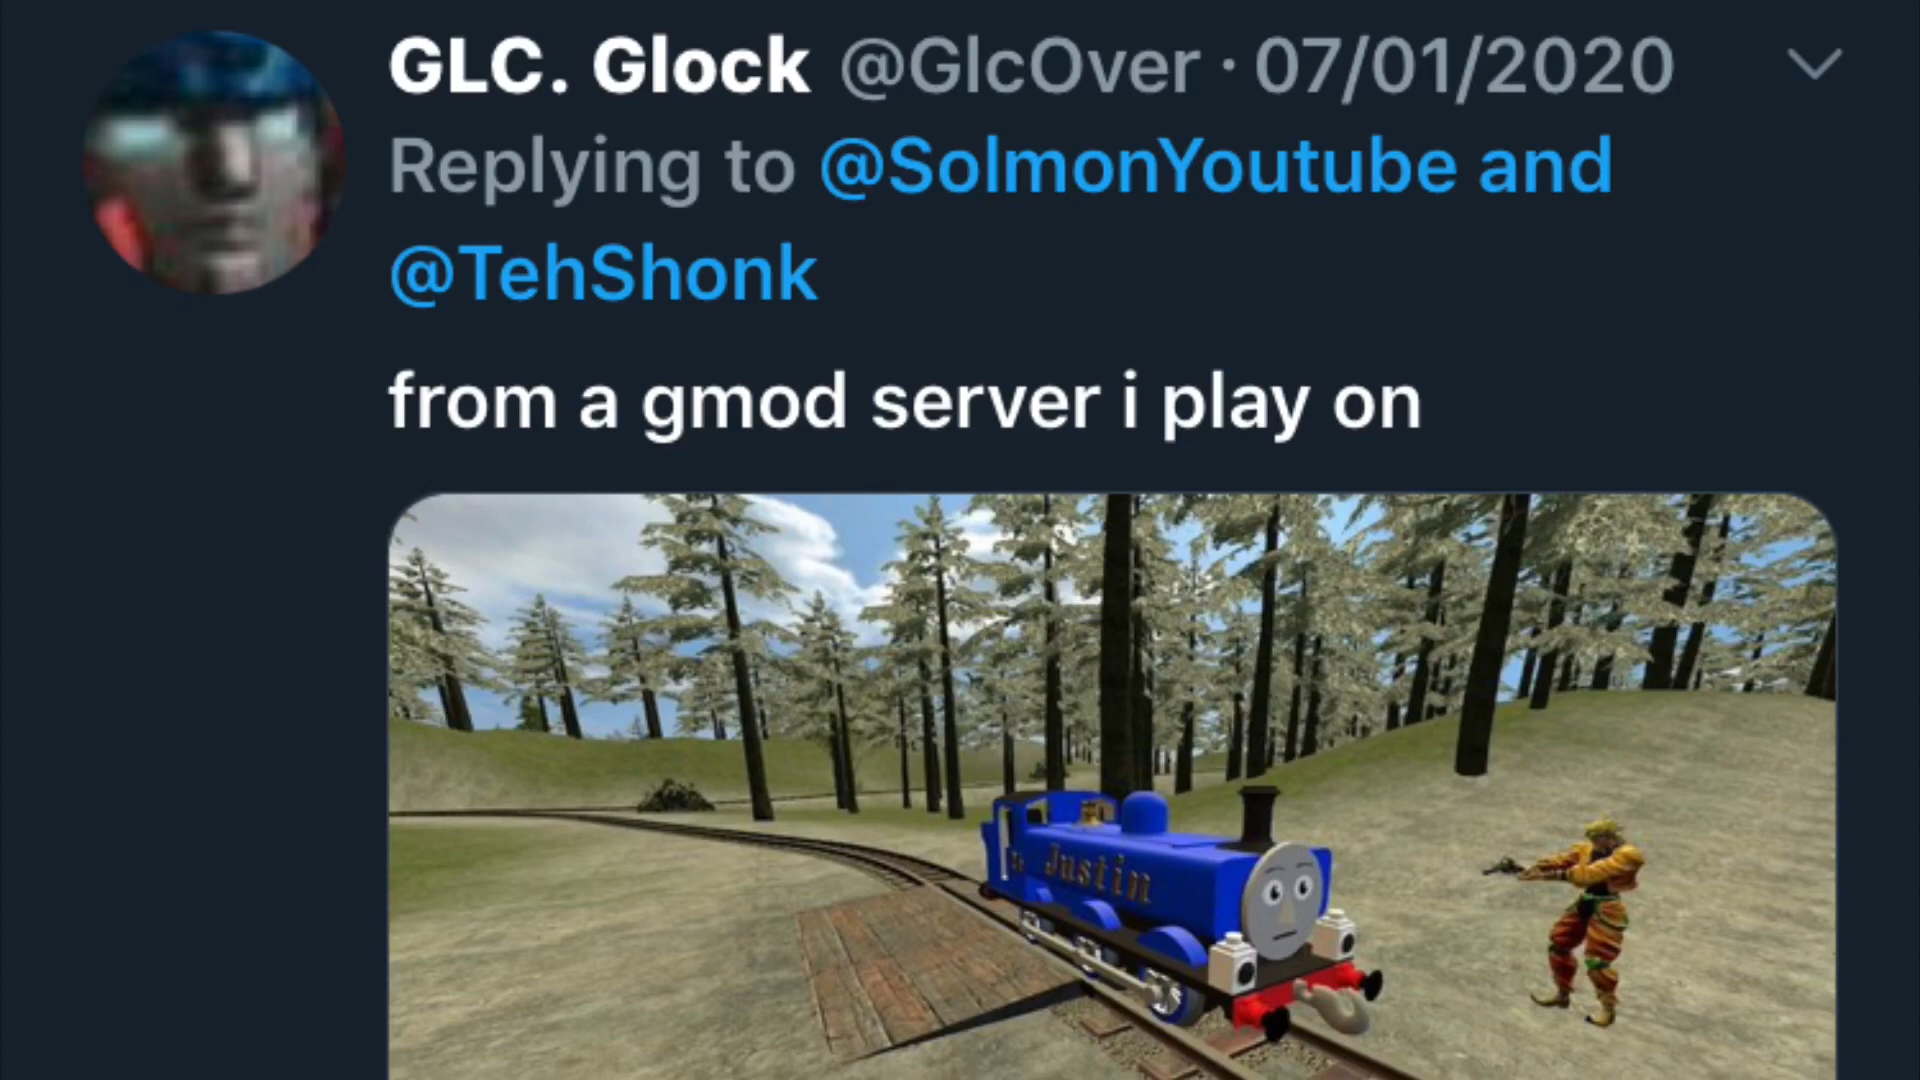 GLC. Glock @GlcOver · 07/01/2020
Replying to @SolmonYoutube and
@TehShonk
from a gmod server i play on
Justin